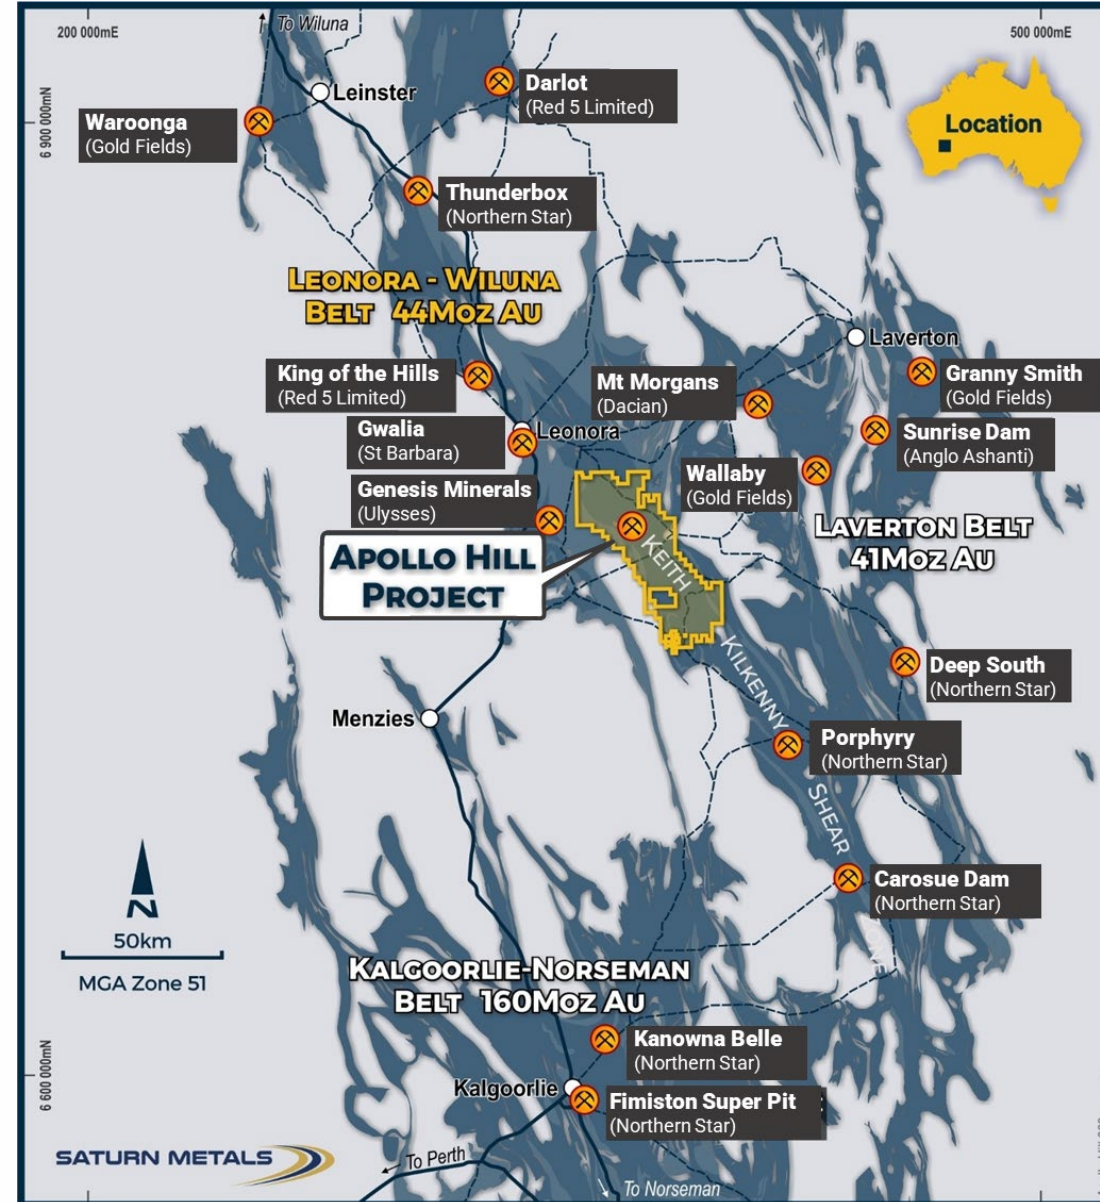 200 000mE
To Wiluna
500 000mE
6 900 000mN
Leinster
Darlot
(Red 5 Limited)
Waroonga
(Gold Fields)
Location
Thunderbox
(Northern Star)
LEONORA - WILUNA
BELT 44MOZ AU
Laverton
King of the Hills
(Red 5 Limited)
Mt Morgans
(Dacian)
Granny Smith
(Gold Fields)
Gwalia
(St Barbara)
Leonora
Sunrise Dam
(Anglo Ashanti)
Wallaby
(Gold Fields)
Genesis Minerals
(Ulysses)
LAVERTON BELT
41MOZ AU
APOLLO HILL
PROJECT
KEITH
KILKENNY
SHEAR
ZONE
Deep South
(Northern Star)
Menzies
Porphyry
(Northern Star)
Carosue Dam
(Northern Star)
N
50km
MGA Zone 51
KALGOORLIE-NORSEMAN
BELT 160MOZ AU
Kanowna Belle
(Northern Star)
6 600 000mN
Kalgoorlie
Fimiston Super Pit
(Northern Star)
SATURN METALS
To Perth
To Norseman